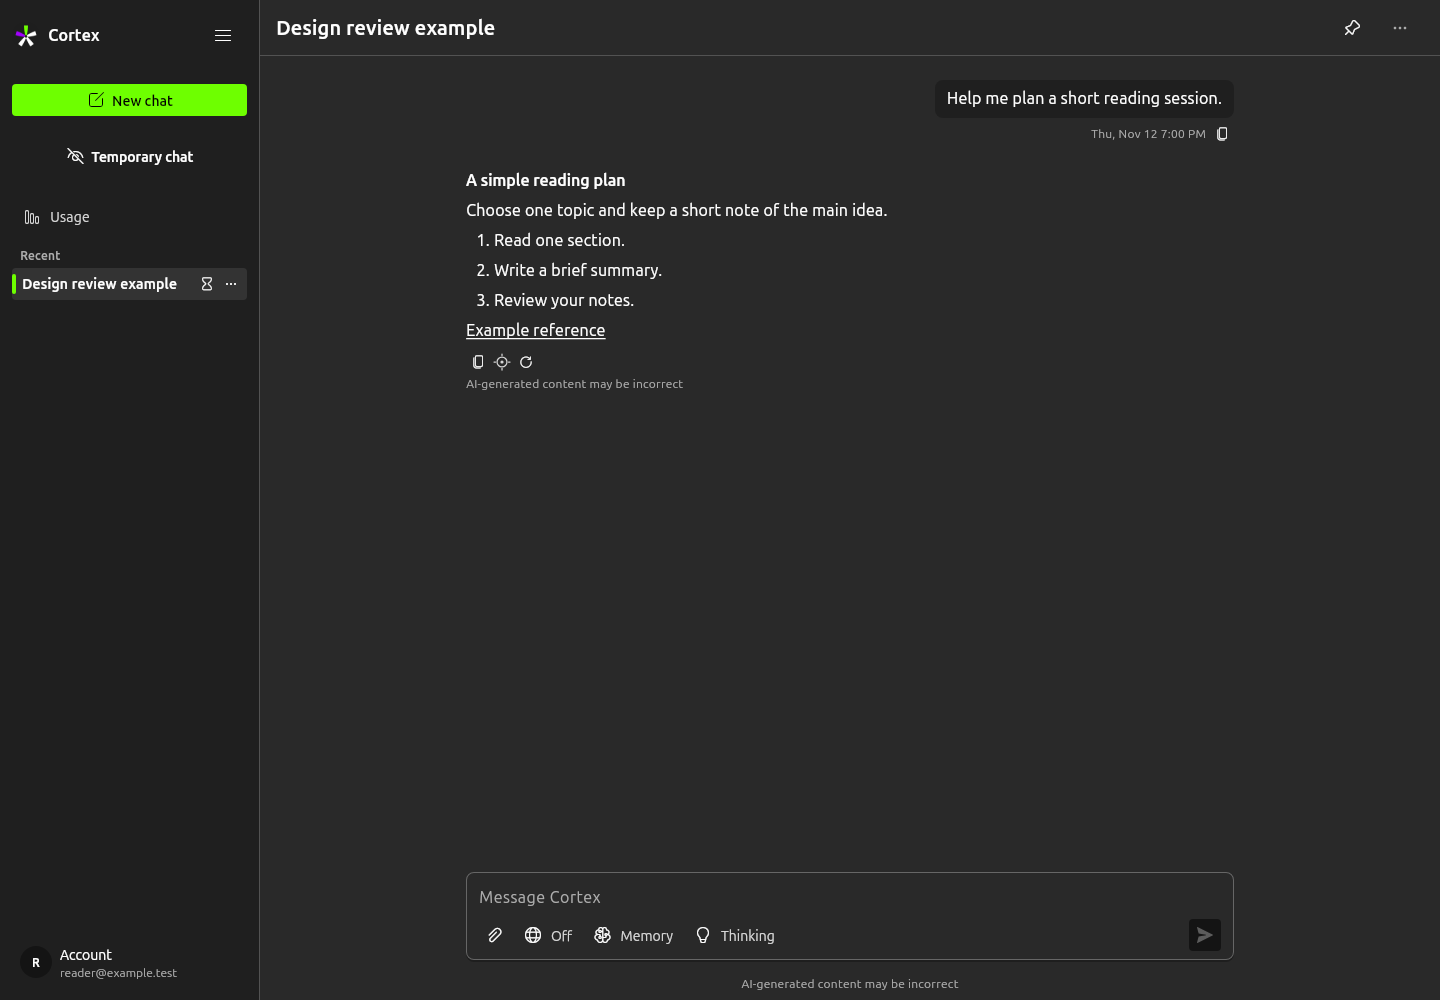 Cortex
New chat
Temporary chat
Usage
Recent
Design review example
R
Account
reader@example.test
Design review example
Help me plan a short reading session.
Thu, Nov 12 7:00 PM
A simple reading plan
Choose one topic and keep a short note of the main idea.
1. Read one section.
2. Write a brief summary.
3. Review your notes.
Example reference
AI-generated content may be incorrect
Message Cortex
Off Memory Thinking
AI-generated content may be incorrect